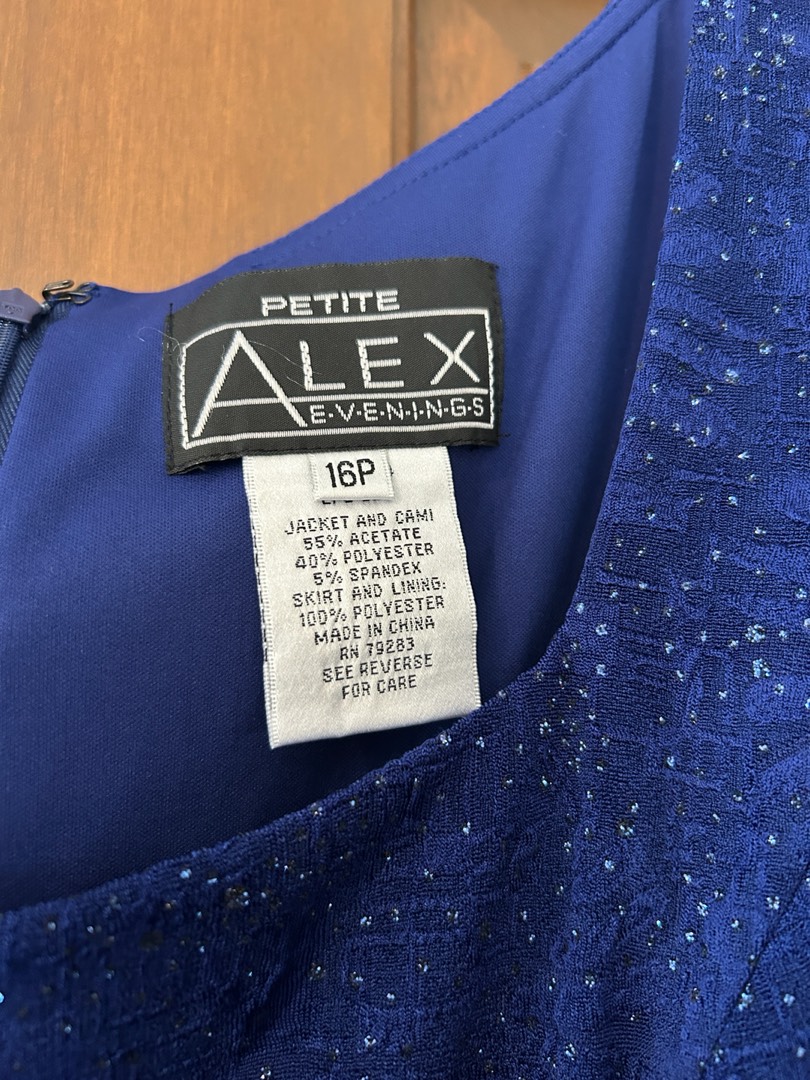 PETITE
ALEX
E·V·E·N·I·N·G·S
16P
JACKET AND CAMI
55% ACETATE
40% POLYESTER
5% SPANDEX
SKIRT AND LINING:
100% POLYESTER
MADE IN CHINA
RN 79283
SEE REVERSE
FOR CARE